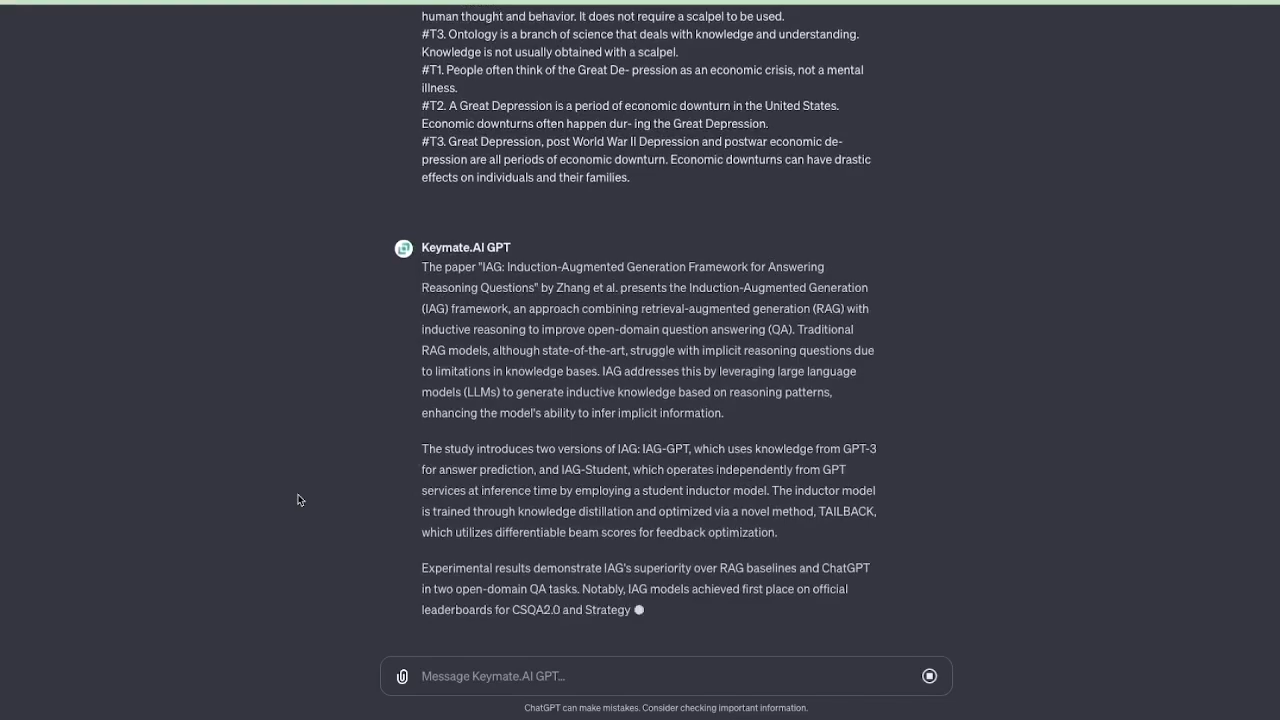 human thought and behavior. It does not require a scalpel to be used.
#T3. Ontology is a branch of science that deals with knowledge and understanding.
Knowledge is not usually obtained with a scalpel.
#T1. People often think of the Great De- pression as an economic crisis, not a mental
illness.
#T2. A Great Depression is a period of economic downturn in the United States.
Economic downturns often happen dur- ing the Great Depression.
#T3. Great Depression, post World War II Depression and postwar economic de-
pression are all periods of economic downturn. Economic downturns can have drastic
effects on individuals and their families.
Keymate.AI GPT
The paper "IAG: Induction-Augmented Generation Framework for Answering
Reasoning Questions" by Zhang et al. presents the Induction-Augmented Generation
(IAG) framework, an approach combining retrieval-augmented generation (RAG) with
inductive reasoning to improve open-domain question answering (QA). Traditional
RAG models, although state-of-the-art, struggle with implicit reasoning questions due
to limitations in knowledge bases. IAG addresses this by leveraging large language
models (LLMs) to generate inductive knowledge based on reasoning patterns,
enhancing the model's ability to infer implicit information.
The study introduces two versions of IAG: IAG-GPT, which uses knowledge from GPT-3
for answer prediction, and IAG-Student, which operates independently from GPT
services at inference time by employing a student inductor model. The inductor model
is trained through knowledge distillation and optimized via a novel method, TAILBACK,
which utilizes differentiable beam scores for feedback optimization.
Experimental results demonstrate IAG's superiority over RAG baselines and ChatGPT
in two open-domain QA tasks. Notably, IAG models achieved first place on official
leaderboards for CSQA2.0 and Strategy
Message Keymate.AI GPT...
ChatGPT can make mistakes. Consider checking important information.